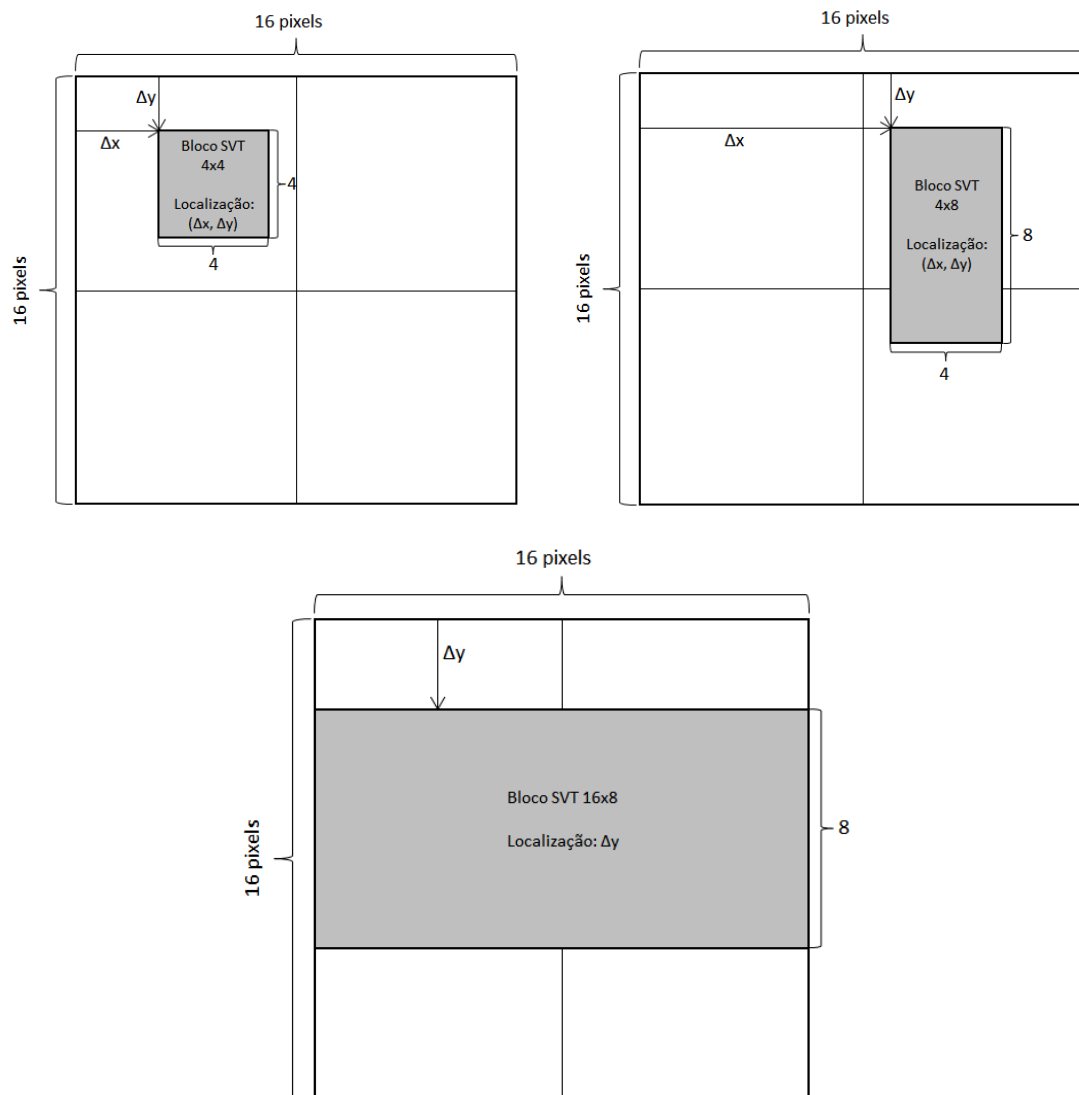 16 pixels
Δy
Δx
Bloco SVT
4x4
Localização:
(Δx, Δy)
4
4
16 pixels
16 pixels
Δy
Δx
Bloco SVT
4x8
Localização:
(Δx, Δy)
8
4
16 pixels
16 pixels
Δy
Bloco SVT 16x8
Localização: Δy
8
16 pixels